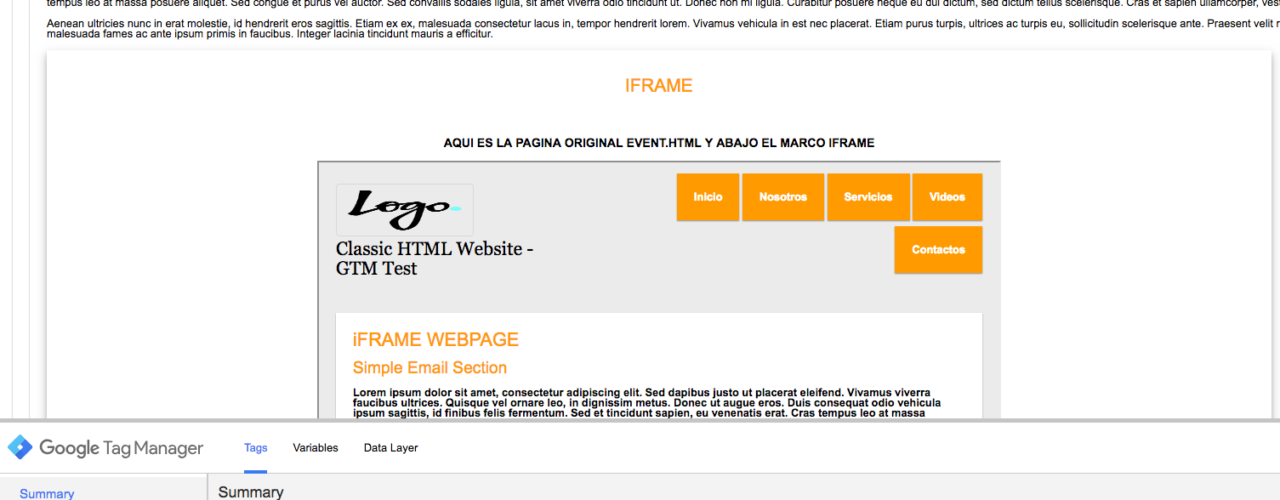 tempus leo at massa posuere aliquet. Sed congue et purus vel auctor. Sed convallis sodales ligula, sit amet viverra odio tincidunt ut. Donec non mi ligula. Curabitur posuere neque eu dui dictum, sed dictum tellus scelerisque. Cras et sapien ullamcorper,
Aenean ultricies nunc in erat molestie, id hendrerit eros sagittis. Etiam ex ex, malesuada consectetur lacus in, tempor hendrerit lorem. Vivamus vehicula in est nec placerat. Etiam purus turpis, ultrices ac turpis eu, sollicitudin scelerisque ante. Praesent velit
malesuada fames ac ante ipsum primis in faucibus. Integer lacinia tincidunt mauris a efficitur.
IFRAME
AQUI ES LA PAGINA ORIGINAL EVENT.HTML Y ABAJO EL MARCO IFRAME
Logo
Inicio Nosotros Servicios Videos
Classic HTML Website -
GTM Test
Contactos
iFRAME WEBPAGE
Simple Email Section
Lorem ipsum dolor sit amet, consectetur adipiscing elit. Sed dapibus justo ut placerat eleifend. Vivamus viverra
faucibus ultrices. Quisque vel ornare leo, in dignissim metus. Donec ut augue eros. Duis consequat odio vehicula
ipsum sagittis, id finibus felis fermentum. Sed et tincidunt sapien, eu venenatis erat. Cras tempus leo at massa
Google Tag Manager Tags Variables Data Layer
Summary Summary